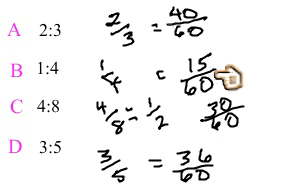 A 2:3 2/3 = 40/60
B 1:4 1/4 = 15/60
C 4:8 4/8 = 1/2 30/60
D 3:5 3/5 = 36/60